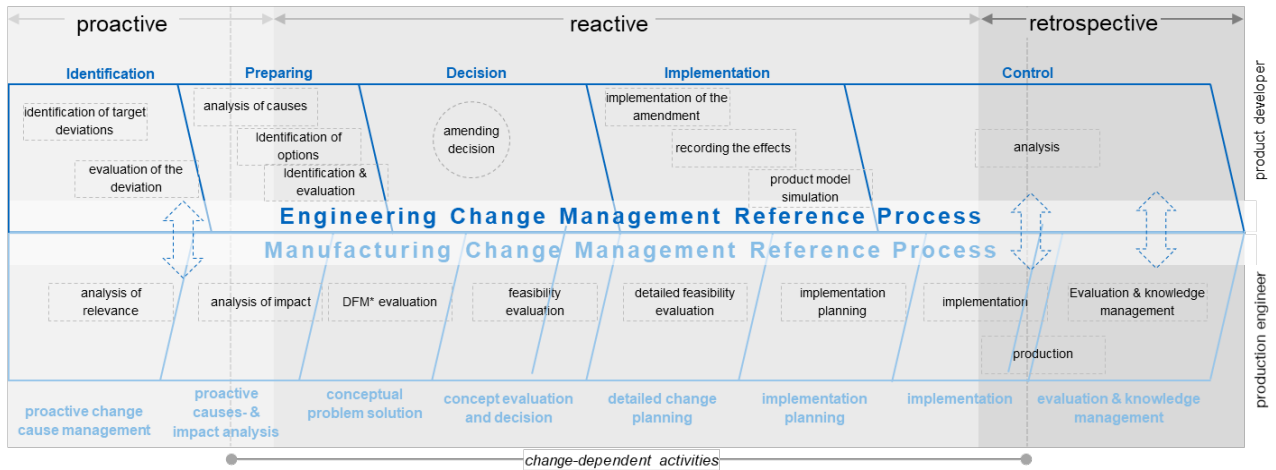 proactive
reactive
retrospective
Identification
Preparing
Decision
Implementation
Control
identification of target
deviations
evaluation of the
deviation
analysis of causes
Identification of
options
Identification &
evaluation
amending
decision
implementation of the
amendment
recording the effects
product model
simulation
analysis
product developer
Engineering Change Management Reference Process
Manufacturing Change Management Reference Process
analysis of
relevance
analysis of impact
DFM* evaluation
feasibility
evaluation
detailed feasibility
evaluation
implementation
planning
implementation
Evaluation & knowledge
management
production
production engineer
proactive change
cause management
proactive
causes- &
impact analysis
conceptual
problem solution
concept evaluation
and decision
detailed change
planning
implementation
planning
implementation
evaluation & knowledge
management
change-dependent activities